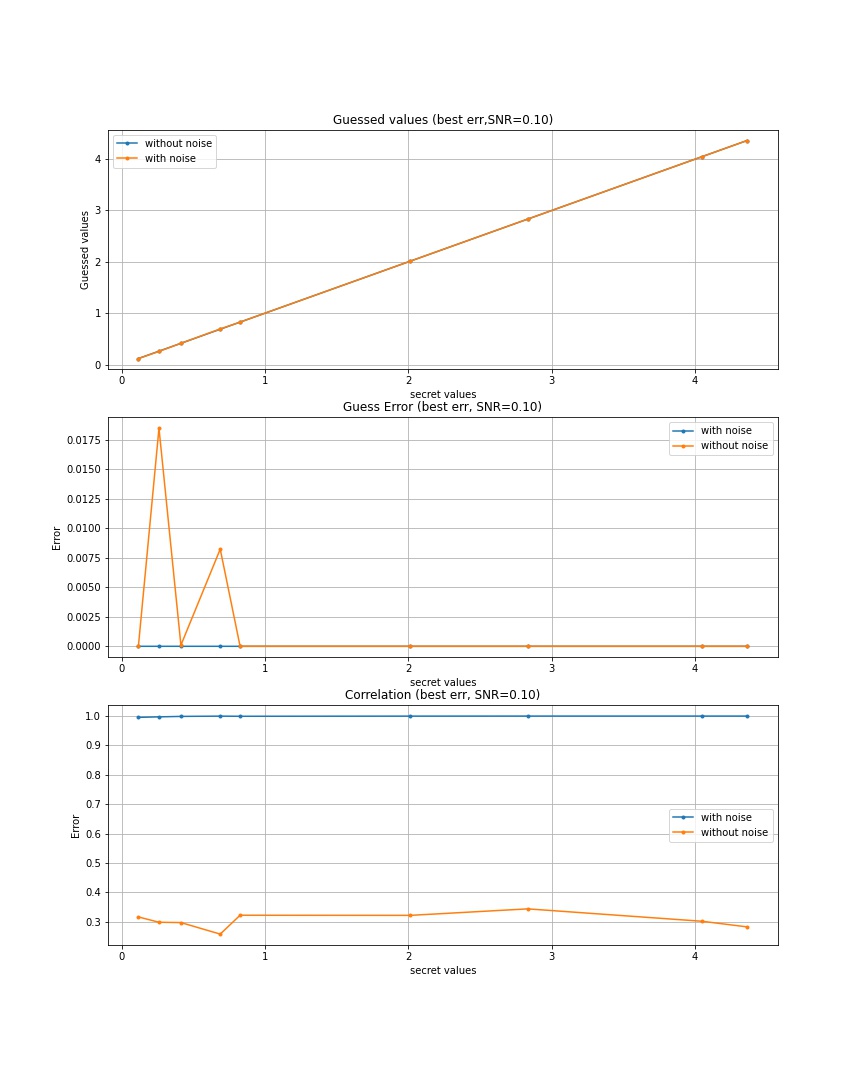 Guessed values (best err,SNR=0.10)
without noise
with noise
4
3
2
1
0
Guessed values
0 1 2 3 4
secret values
Guess Error (best err, SNR=0.10)
with noise
without noise
0.0175
0.0150
0.0125
0.0100
0.0075
0.0050
0.0025
0.0000
Error
0 1 2 3 4
secret values
Correlation (best err, SNR=0.10)
1.0
0.9
0.8
0.7
0.6
0.5
0.4
0.3
Error
with noise
without noise
0 1 2 3 4
secret values